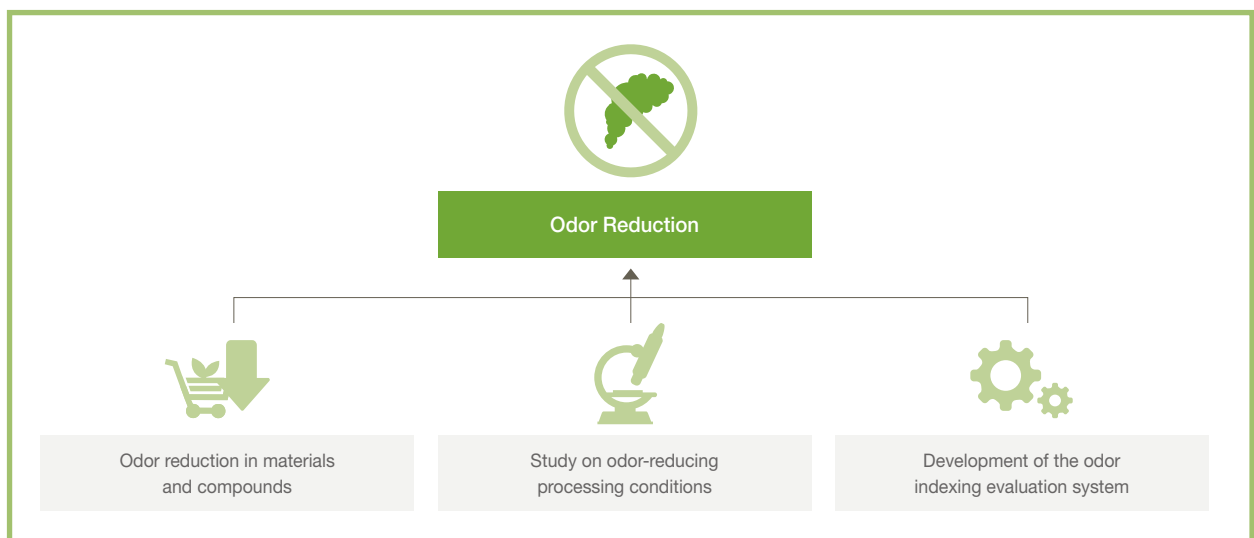 Odor Reduction
Odor reduction in materials
and compounds
Study on odor-reducing
processing conditions
Development of the odor
indexing evaluation system